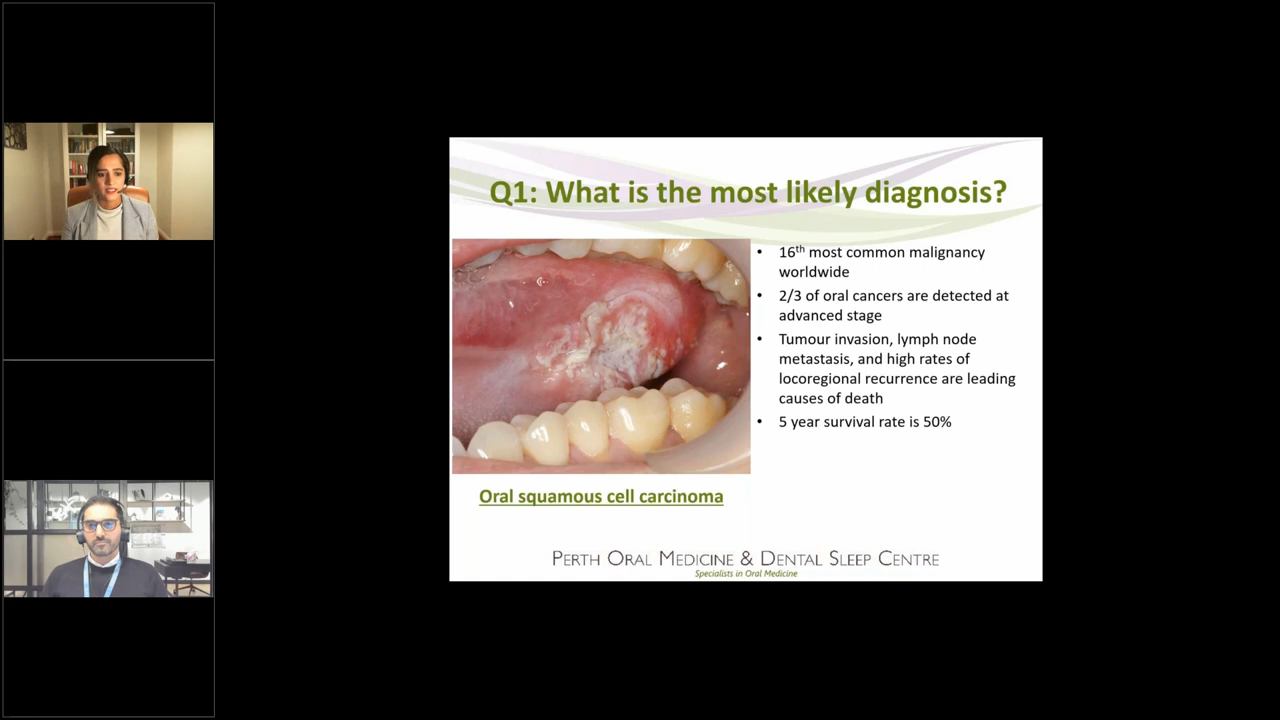 Q1: What is the most likely diagnosis?
• 16th most common malignancy
worldwide
• 2/3 of oral cancers are detected at
advanced stage
• Tumour invasion, lymph node
metastasis, and high rates of
locoregional recurrence are leading
causes of death
• 5 year survival rate is 50%
Oral squamous cell carcinoma
PERTH ORAL MEDICINE & DENTAL SLEEP CENTRE
Specialists in Oral Medicine